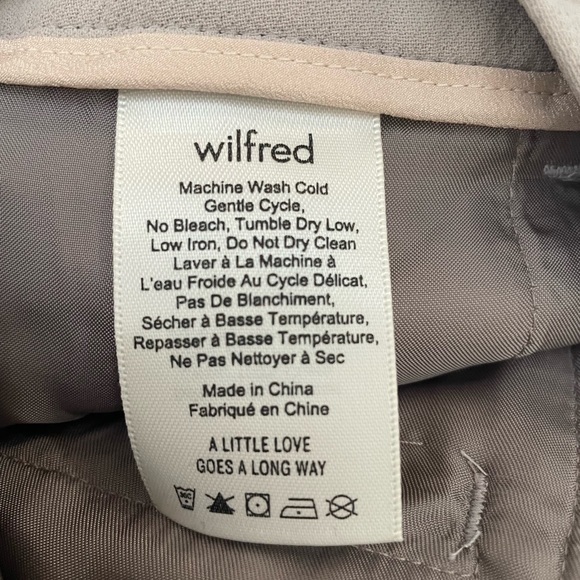 wilfred
Machine Wash Cold
Gentle Cycle,
No Bleach, Tumble Dry Low,
Low Iron, Do Not Dry Clean
Laver à La Machine à
L'eau Froide Au Cycle Délicat,
Pas De Blanchiment,
Sécher à Basse Température,
Repasser à Basse Température,
Ne Pas Nettoyer à Sec
Made in China
Fabriqué en Chine
A LITTLE LOVE
GOES A LONG WAY